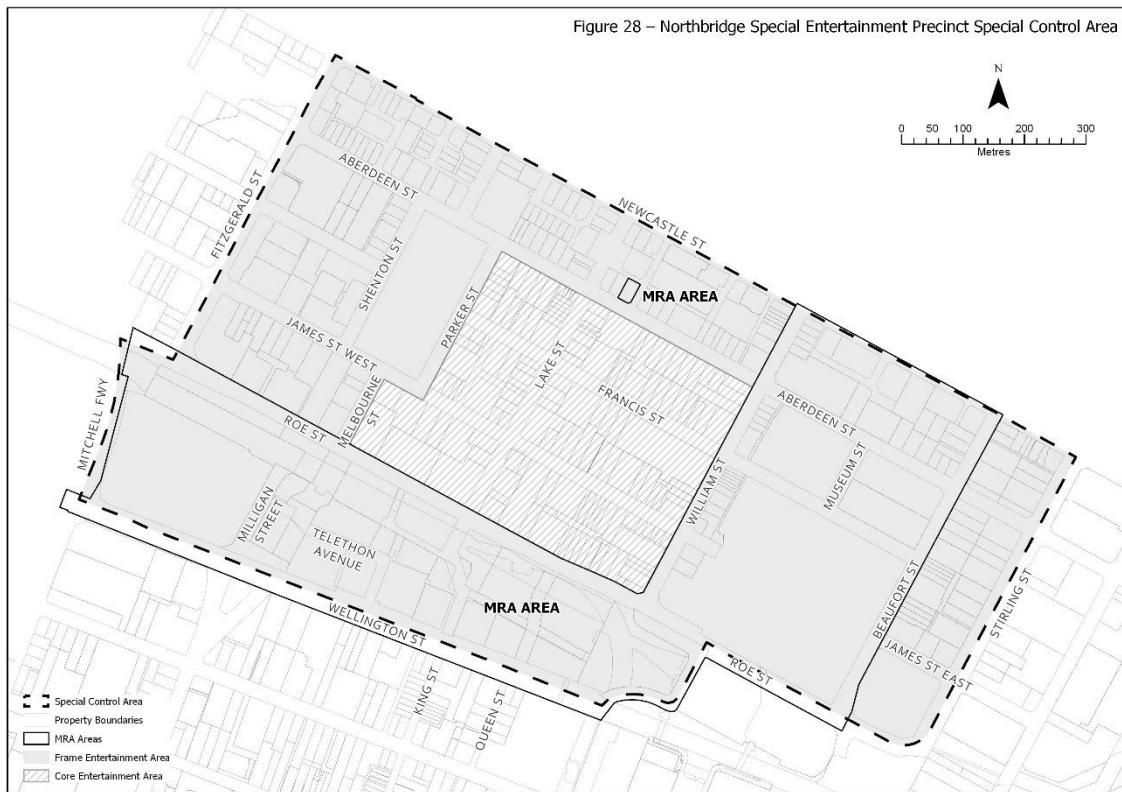 Figure 28 – Northbridge Special Entertainment Precinct Special Control Area
N
0 50 100 200 300
Metres
ABERDEEN ST
NEWCASTLE ST
FITZGERALD ST
SHENTON ST
MRA AREA
PARKER ST
JAMES ST WEST
LAKE ST
FRANCIS ST
ABERDEEN ST
MELBOURNE
ST
ROE ST
MITCHELL FWY
MUSEUM ST
WILLIAM ST
MILLIGAN
STREET
TELETHON
AVENUE
MRA AREA
BEAUFORT ST
STIRLING ST
WELLINGTON ST
ROE ST
JAMES ST EAST
KING ST
QUEEN ST
Special Control Area
Property Boundaries
MRA Areas
Frame Entertainment Area
Core Entertainment Area